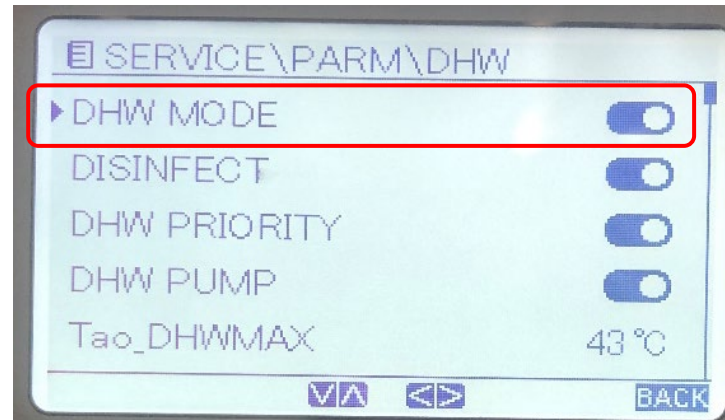 SERVICE\PARM\DHW
DHW MODE
DISINFECT
DHW PRIORITY
DHW PUMP
Tao_DHWMAX 43 °C
BACK